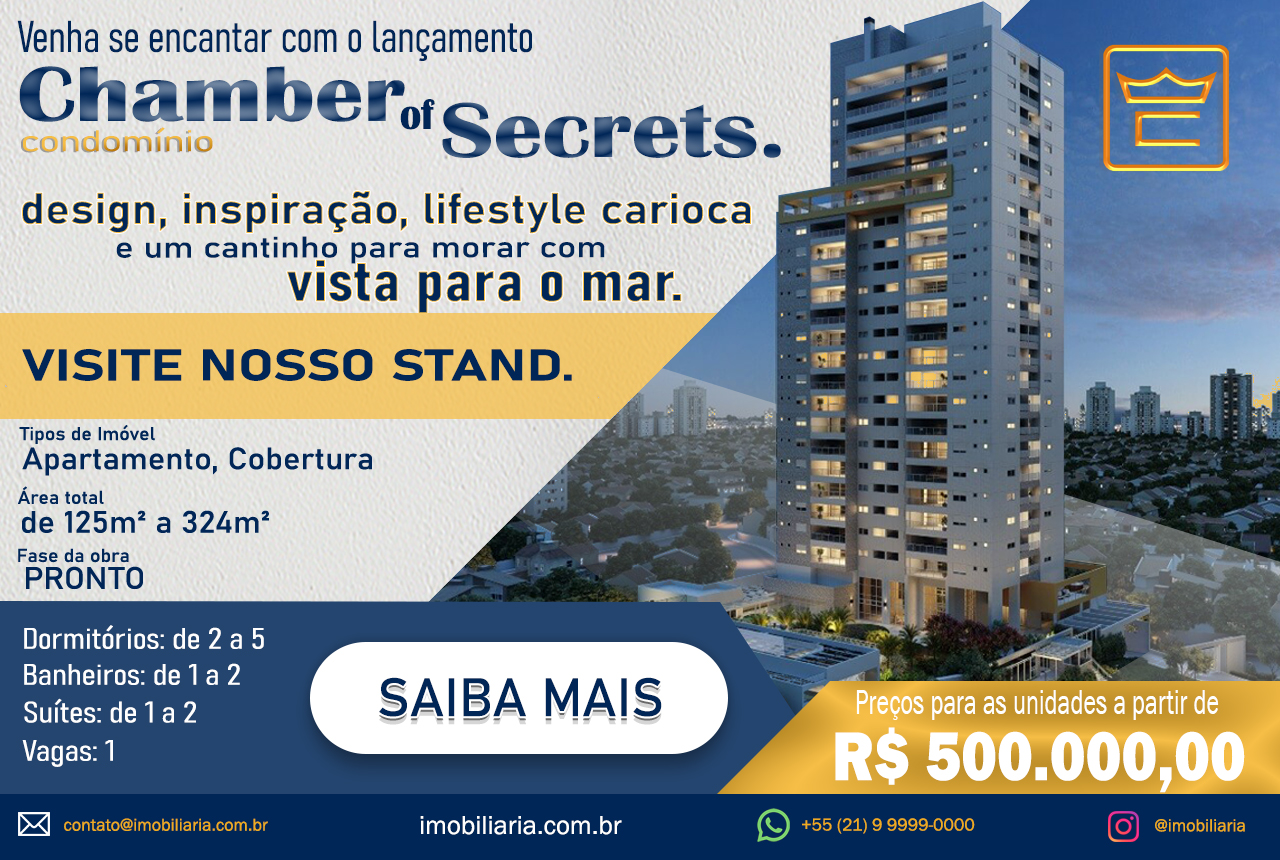 Venha se encantar com o lançamento
Chamber of Secrets.
condomínio
design, inspiração, lifestyle carioca
e um cantinho para morar com
vista para o mar.
VISITE NOSSO STAND.
Tipos de Imóvel
Apartamento, Cobertura
Área total
de 125m² a 324m²
Fase da obra
PRONTO
Dormitórios: de 2 a 5
Banheiros: de 1 a 2
Suítes: de 1 a 2
Vagas: 1
SAIBA MAIS
Preços para as unidades a partir de
R$ 500.000,00
contato@imobiliaria.com.br
imobiliaria.com.br
+55 (21) 9 9999-0000
@imobiliaria